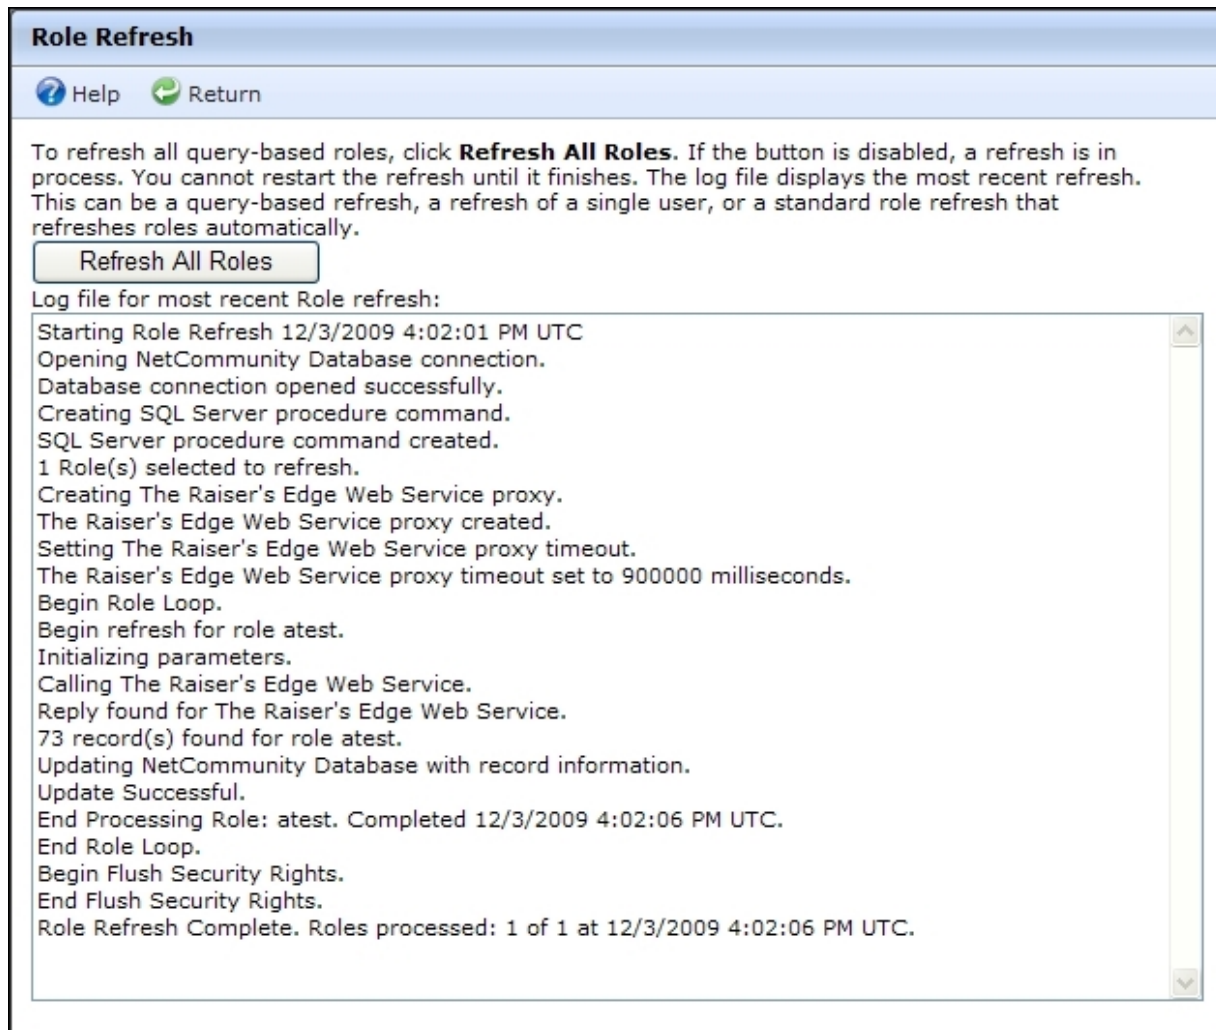 Role Refresh
Help Return
To refresh all query-based roles, click Refresh All Roles. If the button is disabled, a refresh is in
process. You cannot restart the refresh until it finishes. The log file displays the most recent refresh.
This can be a query-based refresh, a refresh of a single user, or a standard role refresh that
refreshes roles automatically.
Refresh All Roles
Log file for most recent Role refresh:
Starting Role Refresh 12/3/2009 4:02:01 PM UTC
Opening NetCommunity Database connection.
Database connection opened successfully.
Creating SQL Server procedure command.
SQL Server procedure command created.
1 Role(s) selected to refresh.
Creating The Raiser's Edge Web Service proxy.
The Raiser's Edge Web Service proxy created.
Setting The Raiser's Edge Web Service proxy timeout.
The Raiser's Edge Web Service proxy timeout set to 900000 milliseconds.
Begin Role Loop.
Begin refresh for role atest.
Initializing parameters.
Calling The Raiser's Edge Web Service.
Reply found for The Raiser's Edge Web Service.
73 record(s) found for role atest.
Updating NetCommunity Database with record information.
Update Successful.
End Processing Role: atest. Completed 12/3/2009 4:02:06 PM UTC.
End Role Loop.
Begin Flush Security Rights.
End Flush Security Rights.
Role Refresh Complete. Roles processed: 1 of 1 at 12/3/2009 4:02:06 PM UTC.